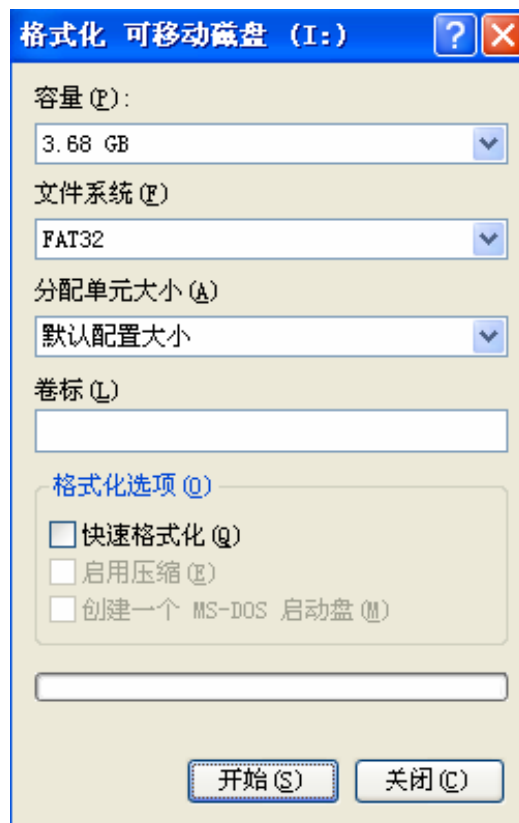 格式化 可移动磁盘 (I:)
容量(P):
3.68 GB
文件系统(F)
FAT32
分配单元大小(A)
默认配置大小
卷标(L)
格式化选项(O)
快速格式化(Q)
启用压缩(E)
创建一个 MS-DOS 启动盘(M)
开始(S) 关闭(C)